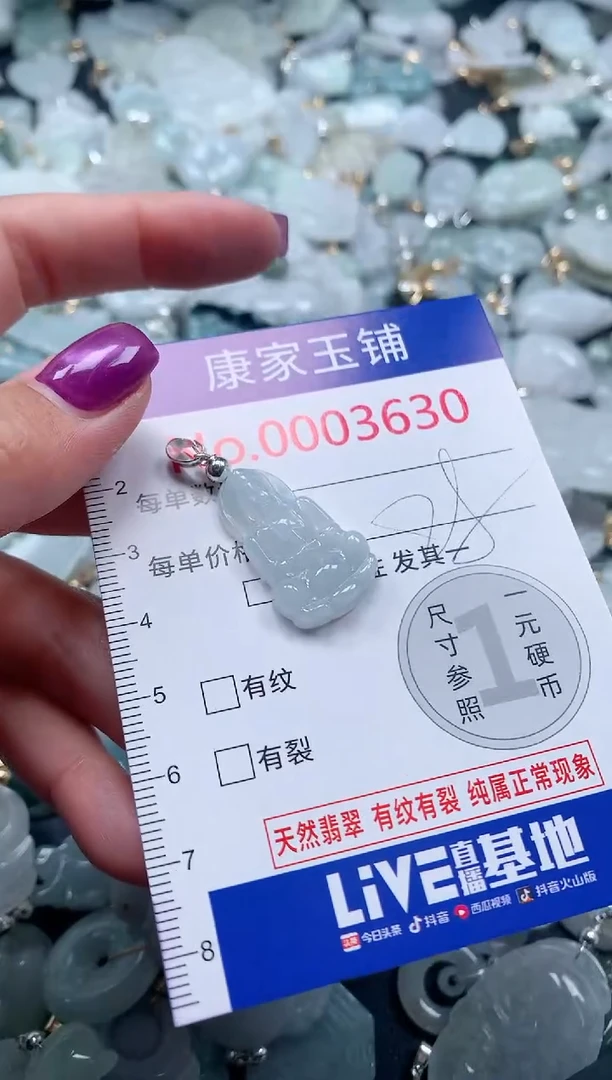 康家玉铺
No.0003630
每单数
每单价格
在发其一
有纹
有裂
尺寸参照
1
一元硬币
天然翡翠 有纹有裂 纯属正常现象
LiVE直播基地
头条 今日头条 抖音 西瓜视频 抖音火山版
2
3
4
5
6
7
8